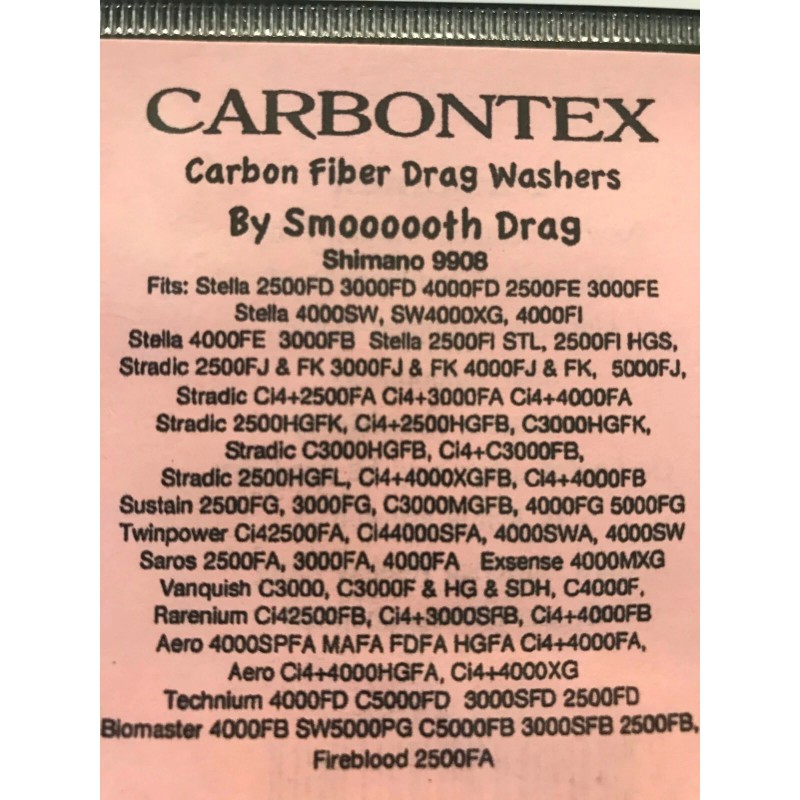 CARBONTEX
Carbon Fiber Drag Washers
By Smoooooth Drag
Shimano 9908
Fits: Stella 2500FD 3000FD 4000FD 2500FE 3000FE
Stella 4000SW, SW4000XG, 4000FI
Stella 4000FE 3000FB Stella 2500FI STL, 2500FI HGS,
Stradic 2500FJ & FK 3000FJ & FK 4000FJ & FK, 5000FJ,
Stradic Ci4+2500FA Ci4+3000FA Ci4+4000FA
Stradic 2500HGFK, Ci4+2500HGFB, C3000HGFK,
Stradic C3000HGFB, Ci4+C3000FB,
Stradic 2500HGFL, Ci4+4000XGFB, Ci4+4000FB
Sustain 2500FG, 3000FG, C3000MGFB, 4000FG 5000FG
Twinpower Ci42500FA, Ci44000SFA, 4000SWA, 4000SW
Saros 2500FA, 3000FA, 4000FA Exsense 4000MXG
Vanquish C3000, C3000F & HG & SDH, C4000F,
Rarenium Ci42500FB, Ci4+3000SFB, Ci4+4000FB
Aero 4000SPFA MAFA FDFA HGFA Ci4+4000FA,
Aero Ci4+4000HGFA, Ci4+4000XG
Technium 4000FD C5000FD 3000SFD 2500FD
Biomaster 4000FB SW5000PG C5000FB 3000SFB 2500FB,
Fireblood 2500FA